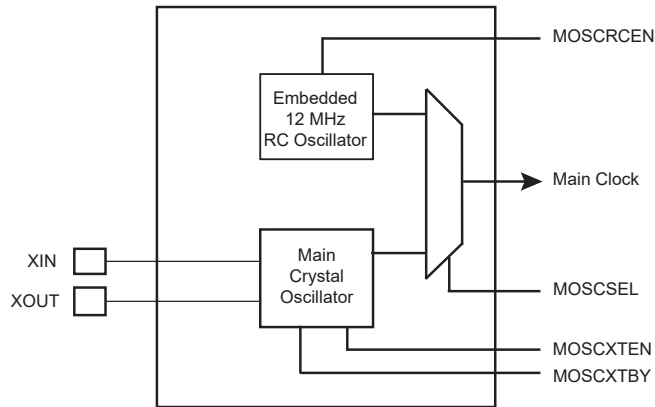 MOSCRCEN
Embedded
12 MHz
RC Oscillator
Main Clock
XIN
XOUT
Main
Crystal
Oscillator
MOSCSEL
MOSCXTEN
MOSCXTBY